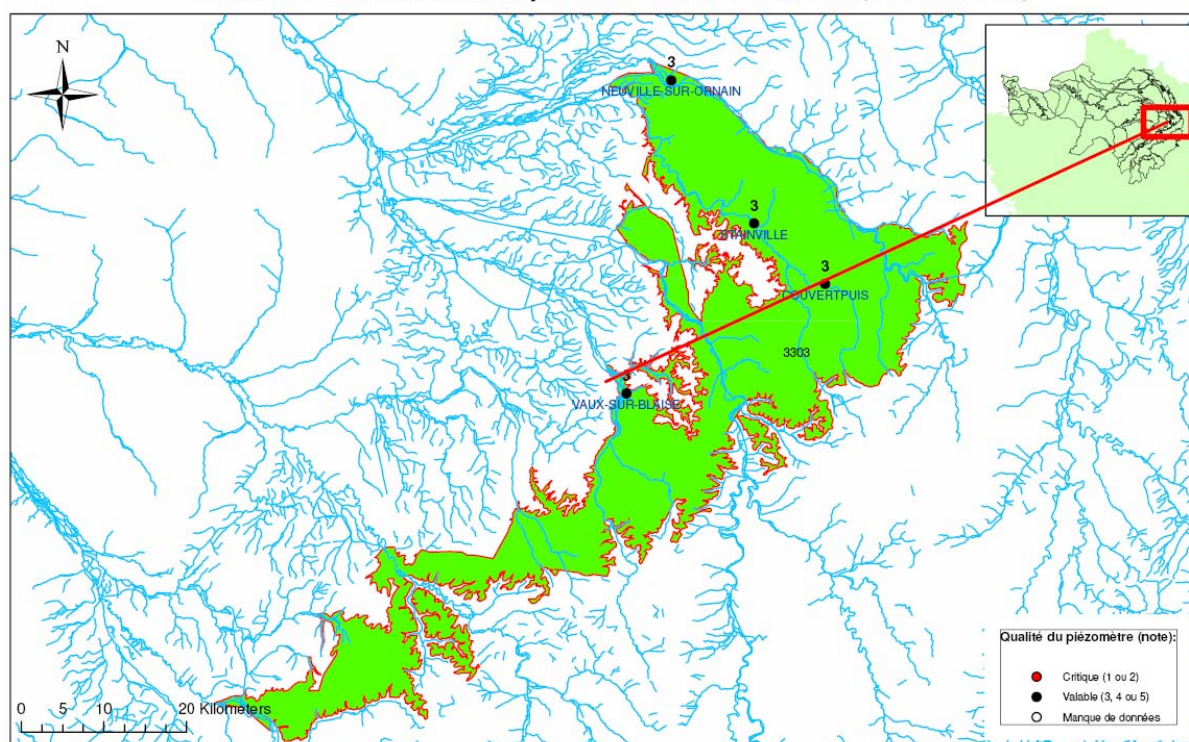 N
3
NEUVILLE-SUR-ORNAIN
3
STAINVILLE
3
3303
3
VAUX-SUR-BLAISE
Qualité du piézomètre (note):
Critique (1 ou 2)
Valable (3, 4 ou 5)
Manque de données
0 5 10 20 Kilometers